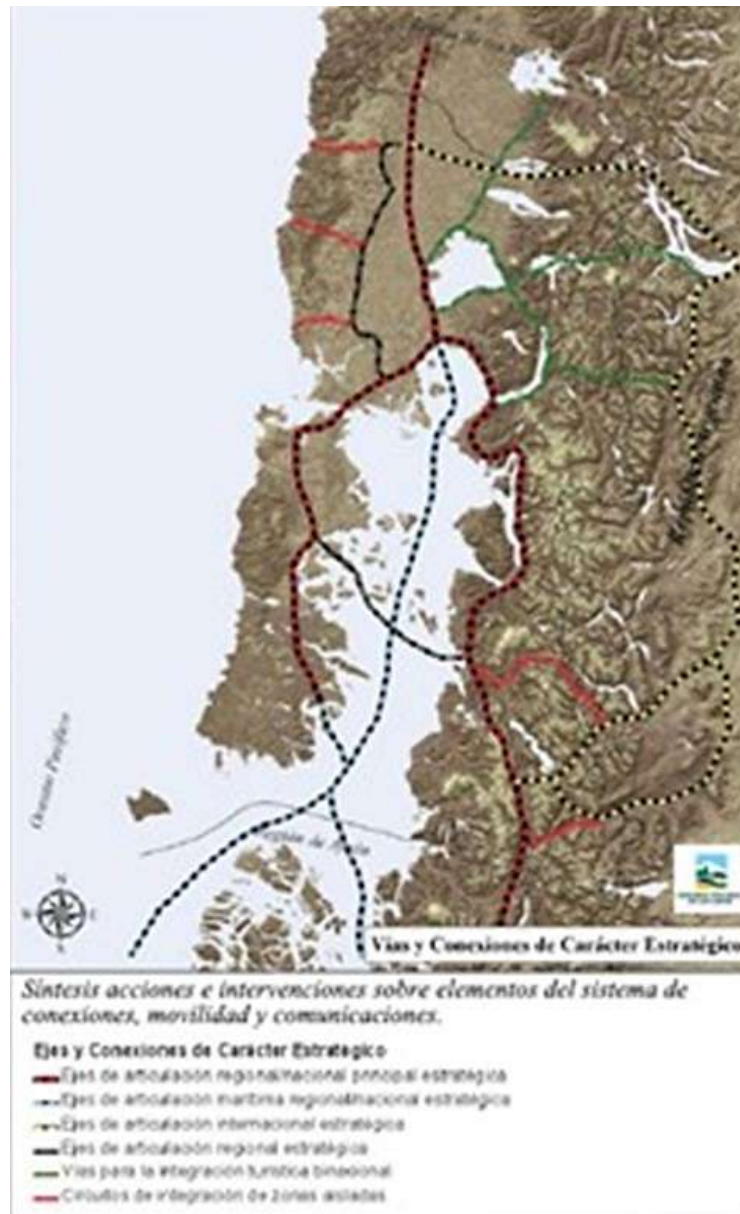 Océano Pacífico
Región de Aysén
N
S
Vías y Conexiones de Carácter Estratégico
Síntesis acciones e intervenciones sobre elementos del sistema de
conexiones, movilidad y comunicaciones.
Ejes y Conexiones de Carácter Estratégico
Ejes de articulación regional/nacional principal estratégica
Ejes de articulación marítima regional/nacional estratégica
Ejes de articulación internacional estratégica
Ejes de articulación regional estratégica
Vías para la integración turística binacional
Circuitos de integración de zonas aisladas